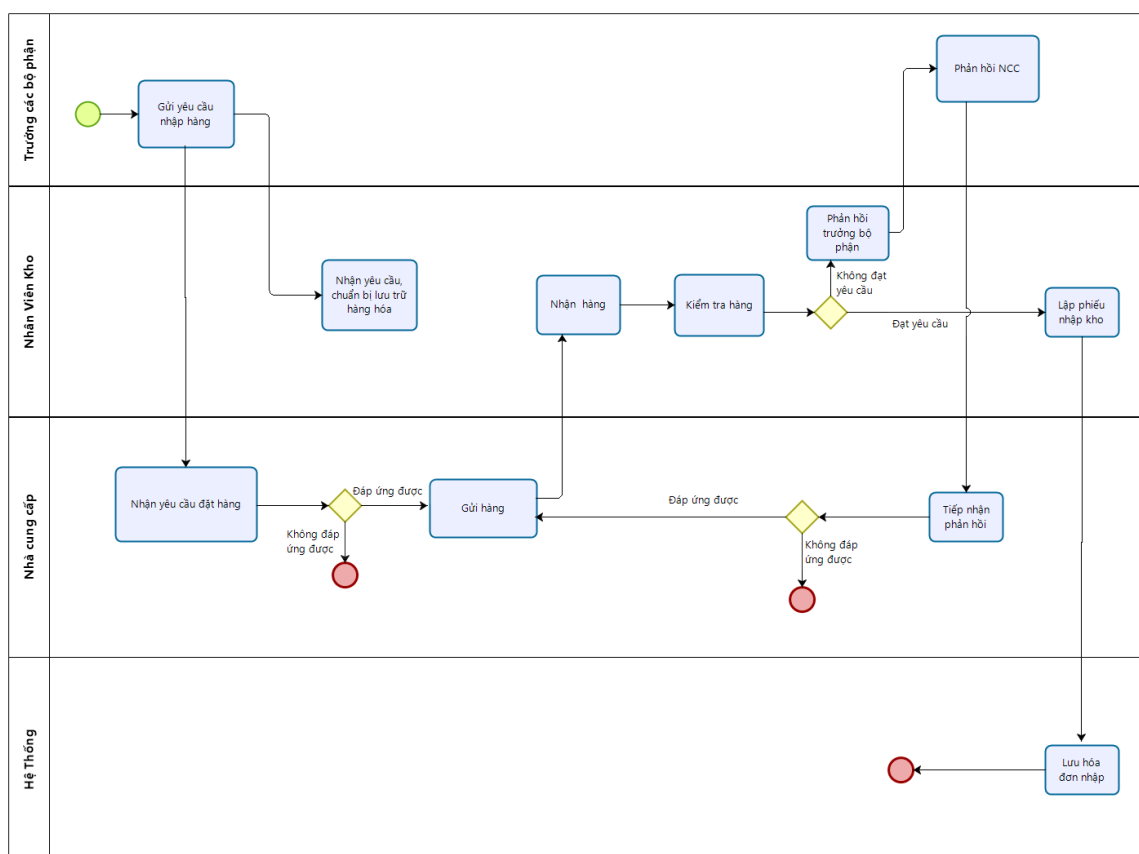 Trưởng các bộ phận
Gửi yêu cầu
nhập hàng
Phản hồi NCC
Nhân Viên Kho
Nhận yêu cầu,
chuẩn bị lưu trữ
hàng hóa
Nhận hàng
Kiểm tra hàng
Phản hồi
trưởng bộ
phận
Không đạt
yêu cầu
Đạt yêu cầu
Lập phiếu
nhập kho
Nhà cung cấp
Nhận yêu cầu đặt hàng
Đáp ứng được
Không đáp
ứng được
Gửi hàng
Đáp ứng được
Không đáp
ứng được
Tiếp nhận
phản hồi
Hệ Thống
Lưu hóa
đơn nhập